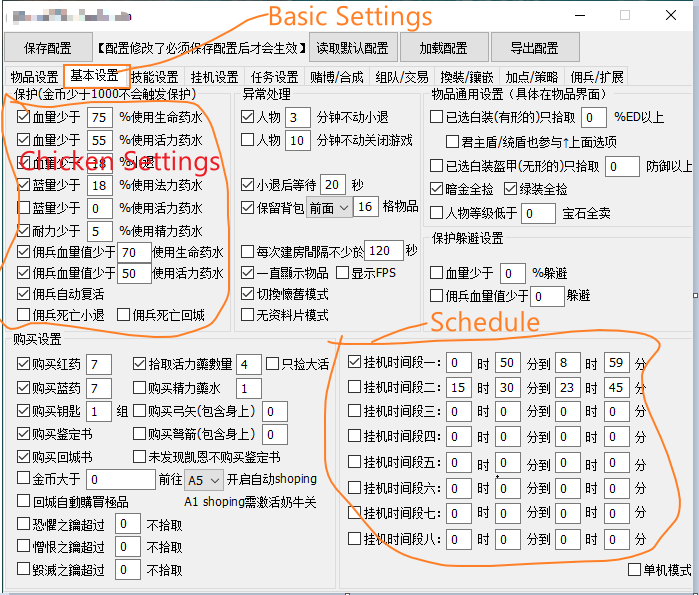 Basic Settings
保存配置 【配置修改了必须保存配置后才会生效】 读取默认配置 加载配置 导出配置
物品设置 基本设置 技能设置 挂机设置 任务设置 赌博/合成 组队/交易 換裝/鑲嵌 加点/策略 佣兵/扩展
保护(金币少于1000不会触发保护)
血量少于 75 %使用生命药水
血量少于 55 %使用活力药水
Chicken Settings
蓝量少于 18 %使用法力药水
蓝量少于 0 %使用活力药水
耐力少于 5 %使用精力药水
佣兵血量值少于 70 使用生命药水
佣兵血量值少于 50 使用活力药水
佣兵自动复活
佣兵死亡小退 佣兵死亡回城
异常处理
人物 3 分钟不动小退
人物 10 分钟不动关闭游戏
小退后等待 20 秒
保留背包 前面 16 格物品
每次建房間隔不少於 120 秒
一直顯示物品 显示FPS
切換懷舊模式
无资料片模式
物品通用设置（具体在物品界面）
已选白装(有形的)只拾取 0 %ED以上
君主盾/统盾也参与↑上面选项
已选白装盔甲(无形的)只拾取 0 防御以上
暗金全捡 绿装全捡
人物等级低于 0 宝石全卖
保护躲避设置
血量少于 0 %躲避
佣兵血量值少于 0 躲避
Schedule
购买设置
购买红药 7 拾取活力藥數量 4 只捡大活
购买蓝药 7 购买精力藥水 1
购买钥匙 1 组 购买弓矢(包含身上) 0
购买鉴定书 购买弩箭(包含身上) 0
购买回城书 未发现凯恩不购买鉴定书
金币大于 0 前往 A5 开启自动shoping
回城自動購買極品 A1 shoping需激活奶牛关
恐懼之鑰超过 0 不拾取
憎恨之鑰超过 0 不拾取
毀滅之鑰超过 0 不拾取
挂机时间段一: 0 时 50 分到 8 时 59 分
挂机时间段二: 15 时 30 分到 23 时 45 分
挂机时间段三: 0 时 0 分到 0 时 0 分
挂机时间段四: 0 时 0 分到 0 时 0 分
挂机时间段五: 0 时 0 分到 0 时 0 分
挂机时间段六: 0 时 0 分到 0 时 0 分
挂机时间段七: 0 时 0 分到 0 时 0 分
挂机时间段八: 0 时 0 分到 0 时 0 分
单机模式